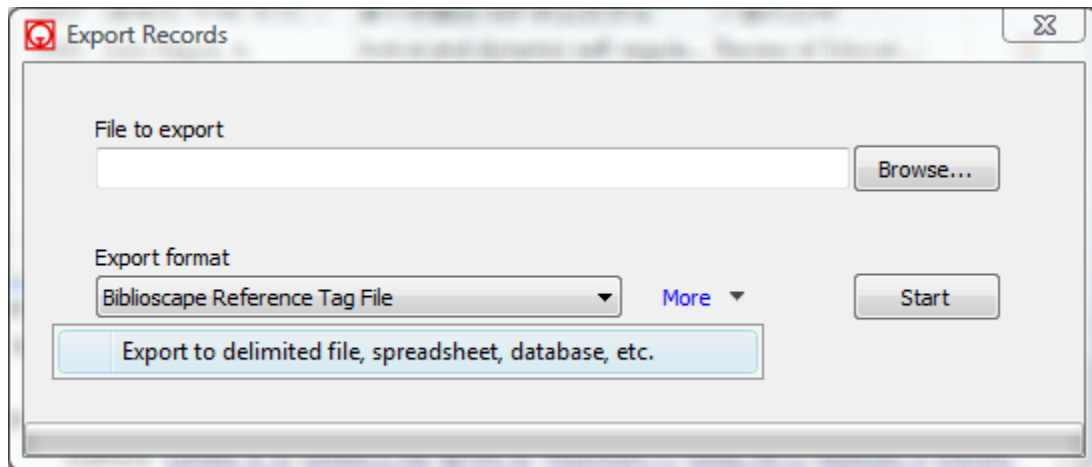 Export Records
File to export
Browse...
Export format
Biblioscape Reference Tag File
More
Start
Export to delimited file, spreadsheet, database, etc.